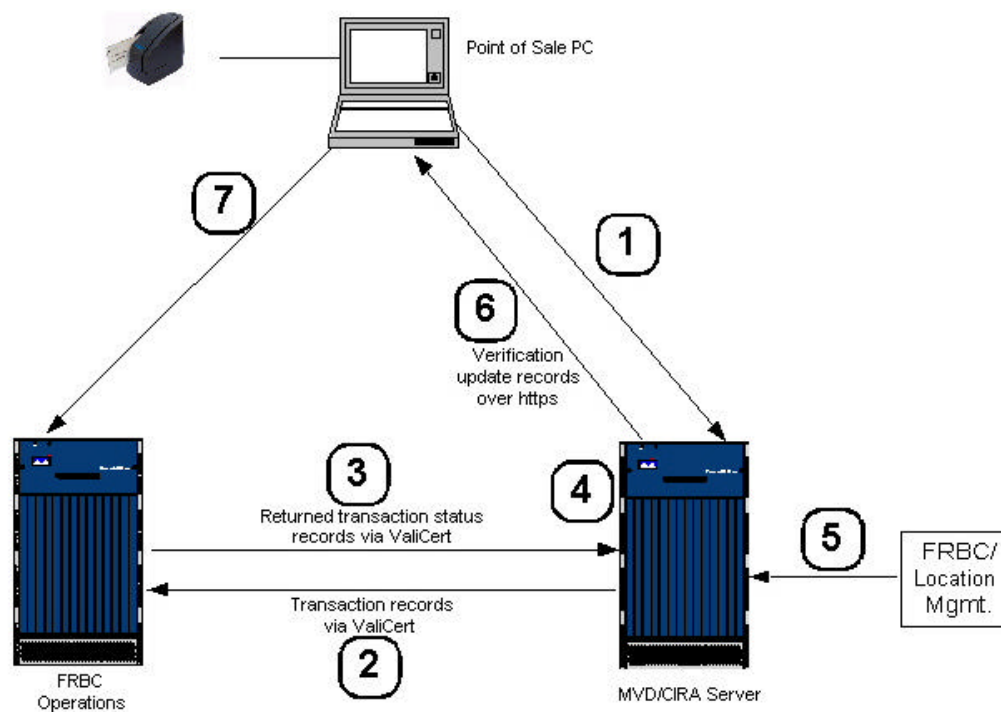 Point of Sale PC
7
1
6
Verification
update records
over https
3
Returned transaction status
records via ValiCert
4
5
FRBC/
Location
Mgmt.
Transaction records
via ValiCert
2
FRBC
Operations
MVD/CIRA Server